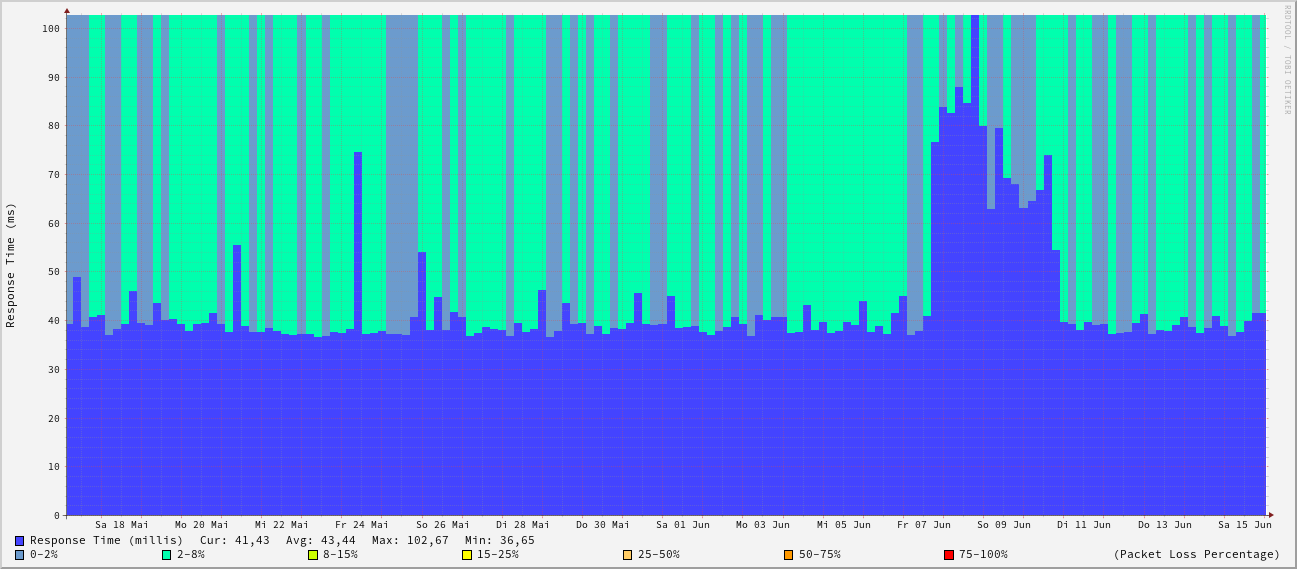 RRDTOOL / TOBI OETIKER
Response Time (ms)
100
90
80
70
60
50
40
30
20
10
0
Sa 18 Mai Mo 20 Mai Mi 22 Mai Fr 24 Mai So 26 Mai Di 28 Mai Do 30 Mai Sa 01 Jun Mo 03 Jun Mi 05 Jun Fr 07 Jun So 09 Jun Di 11 Jun Do 13 Jun Sa 15 Jun
Response Time (millis) Cur: 41,43 Avg: 43,44 Max: 102,67 Min: 36,65
0-2% 2-8% 8-15% 15-25% 25-50% 50-75% 75-100% (Packet Loss Percentage)